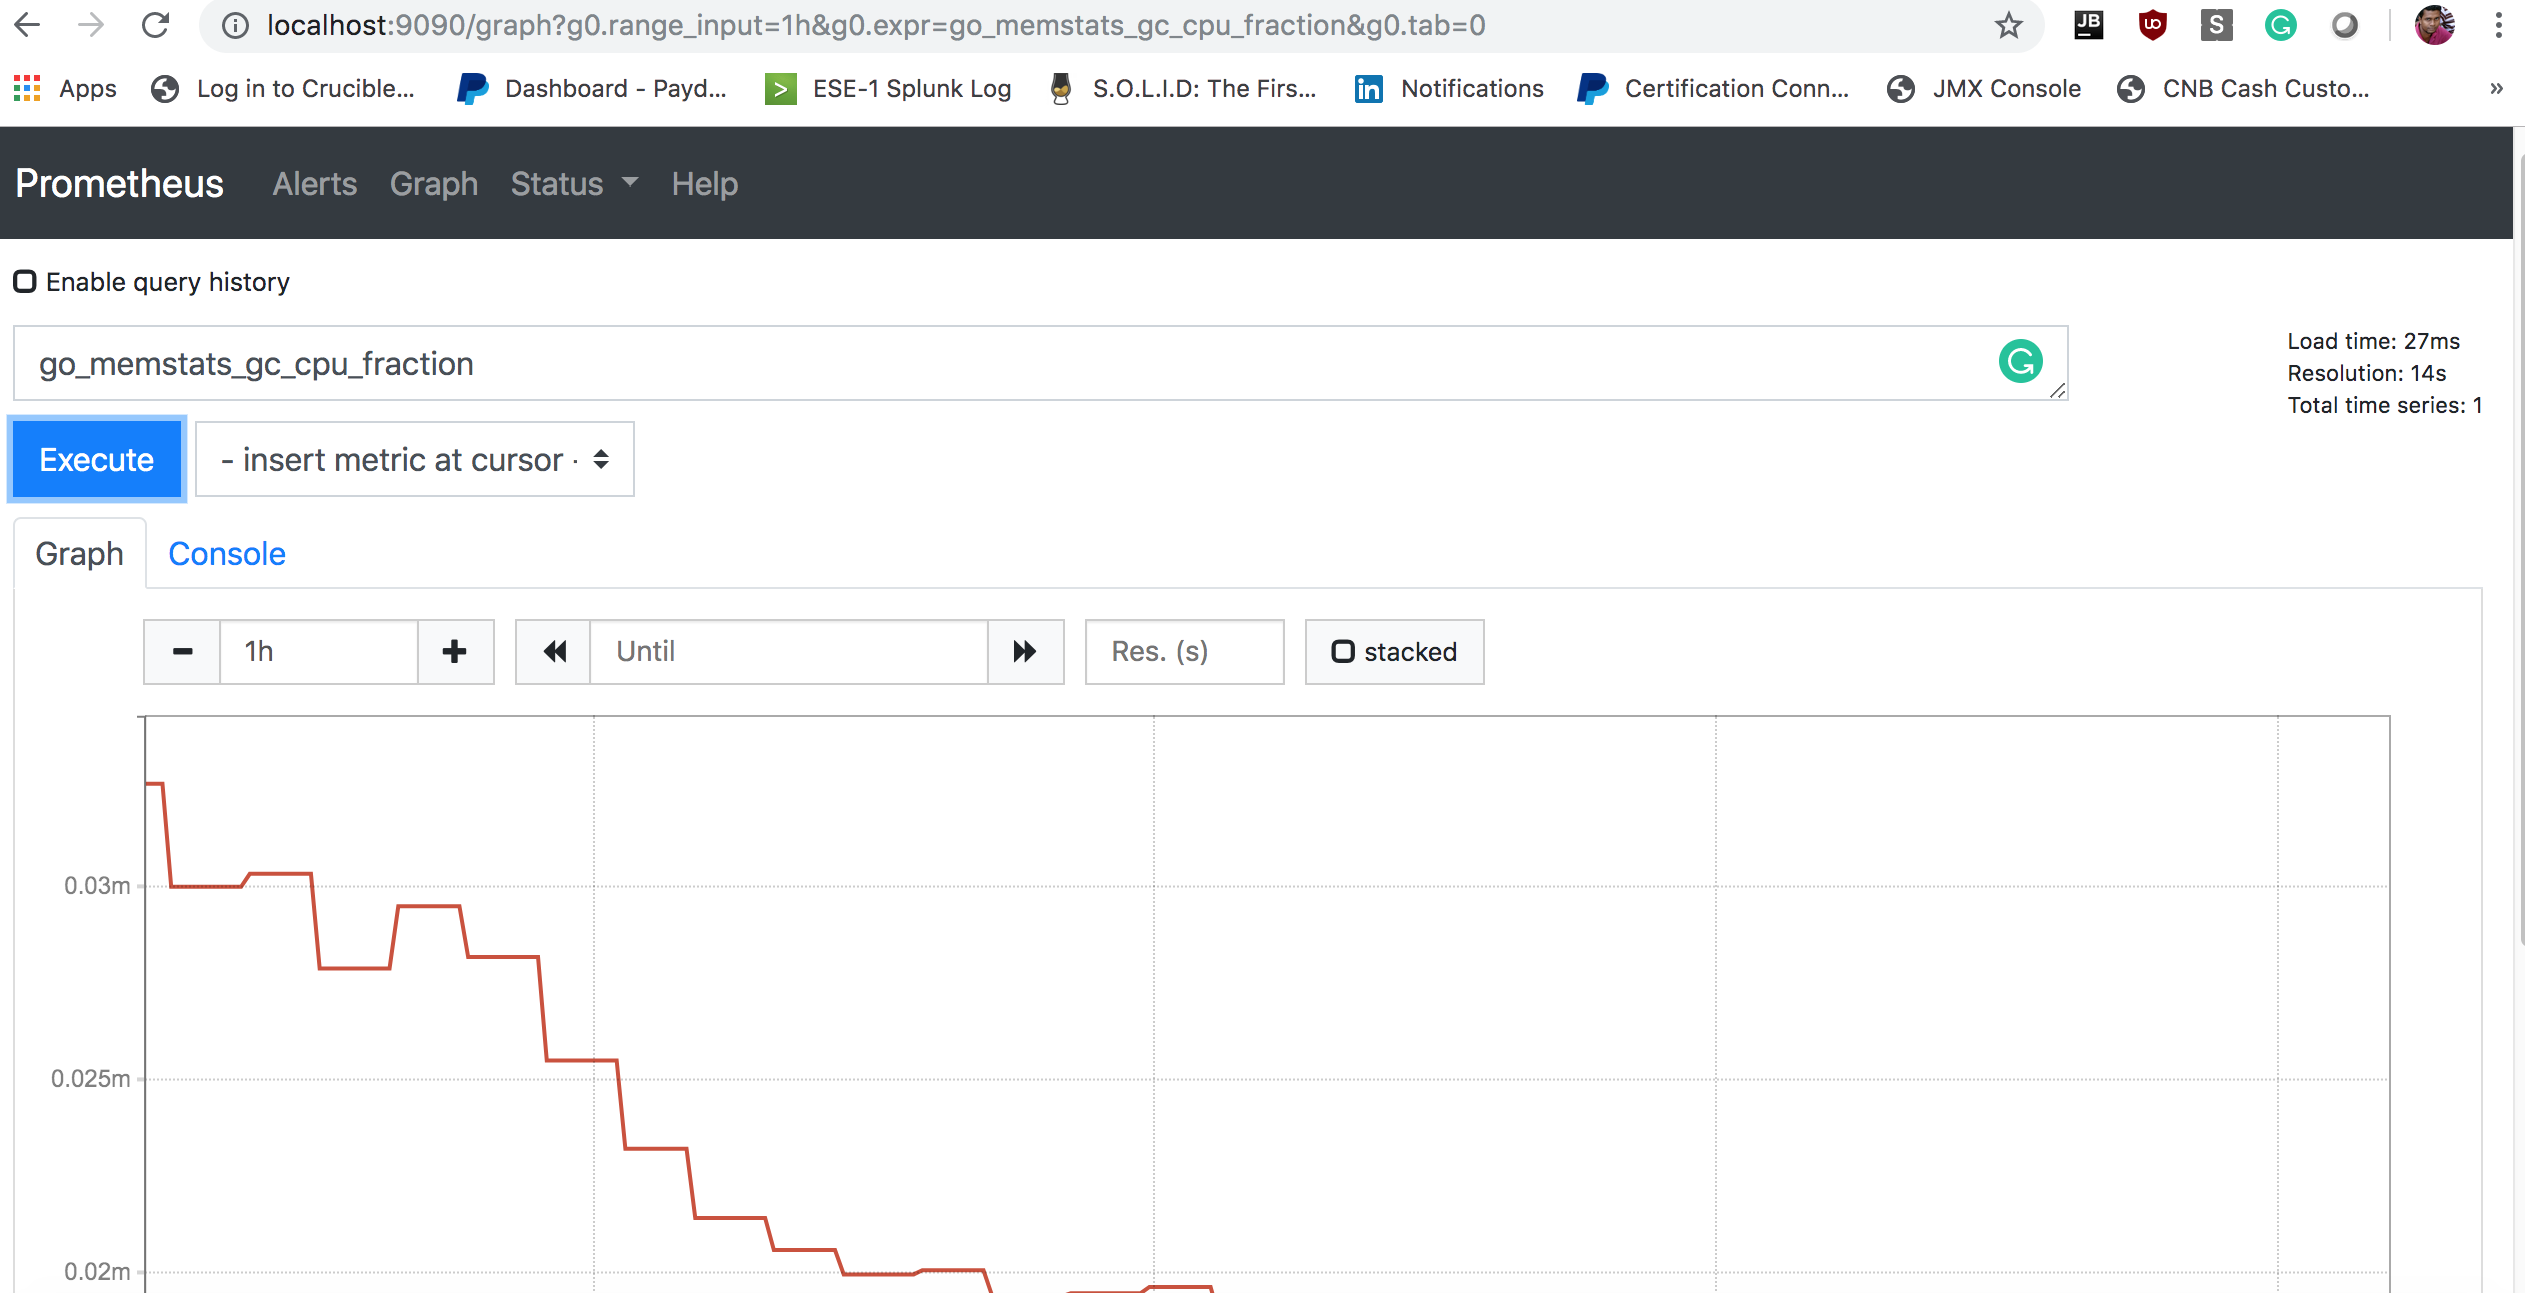 localhost:9090/graph?g0.range_input=1h&g0.expr=go_memstats_gc_cpu_fraction&g0.tab=0
JB
S
G
Apps
Log in to Crucible...
Dashboard - Payd...
ESE-1 Splunk Log
S.O.L.I.D: The Firs...
in
Notifications
Certification Conn...
JMX Console
CNB Cash Custo...
»
Prometheus
Alerts
Graph
Status
Help
Enable query history
go_memstats_gc_cpu_fraction
G
Load time: 27ms
Resolution: 14s
Total time series: 1
Execute
- insert metric at cursor -
Graph
Console
1h
Until
Res. (s)
stacked
0.03m
0.025m
0.02m